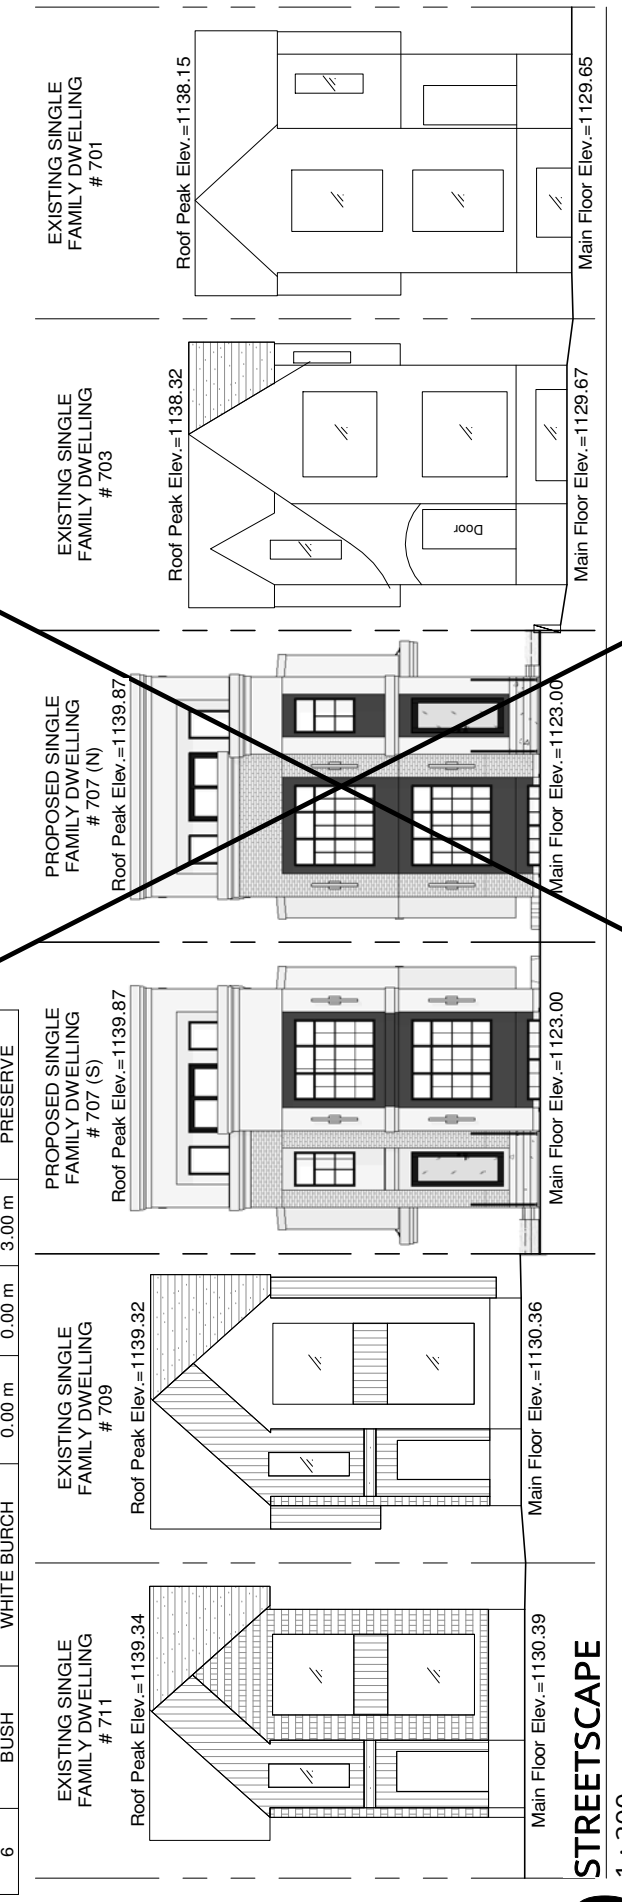 6 BUSH WHITE BURCH 0.00 m 0.00 m 3.00 m PRESERVE
EXISTING SINGLE
FAMILY DWELLING
# 711
Roof Peak Elev.=1139.34
Main Floor Elev.=1130.39
EXISTING SINGLE
FAMILY DWELLING
# 709
Roof Peak Elev.=1139.32
Main Floor Elev.=1130.36
PROPOSED SINGLE
FAMILY DWELLING
# 707 (S)
Roof Peak Elev.=1139.87
Main Floor Elev.=1123.00
PROPOSED SINGLE
FAMILY DWELLING
# 707 (N)
Roof Peak Elev.=1139.87
Main Floor Elev.=1123.00
EXISTING SINGLE
FAMILY DWELLING
# 703
Roof Peak Elev.=1138.32
Door
Main Floor Elev.=1129.67
EXISTING SINGLE
FAMILY DWELLING
# 701
Roof Peak Elev.=1138.15
Main Floor Elev.=1129.65
STREETSCAPE